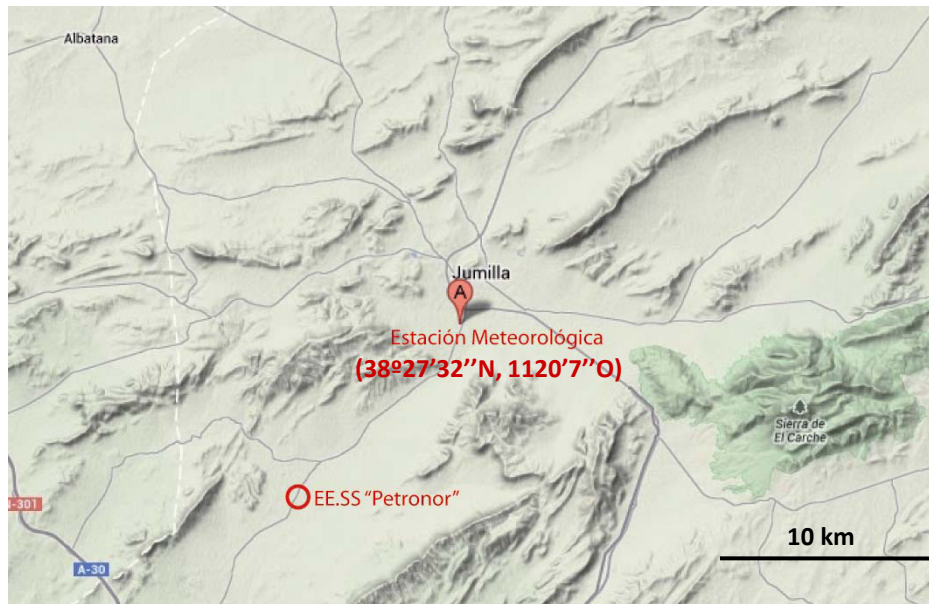 Albatana
Jumilla
A
Estación Meteorológica
(38º27’32’’N, 1120’7’’O)
Sierra de
El Carche
EE.SS “Petronor”
-301
10 km
A-30